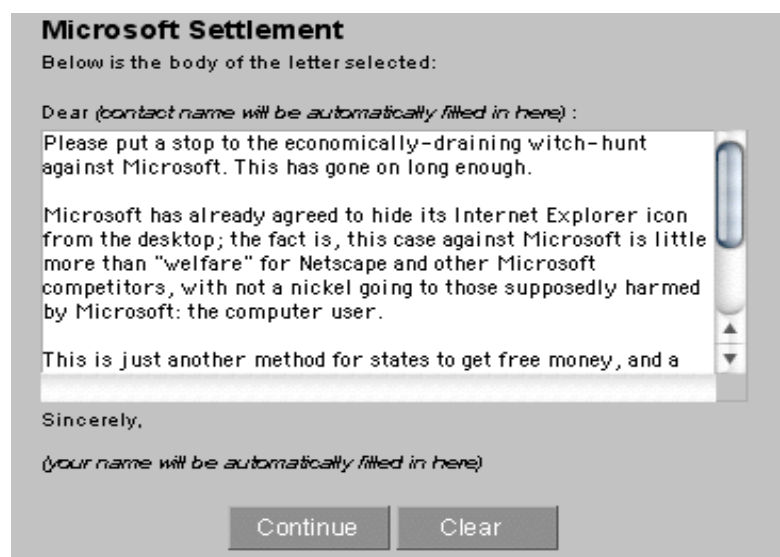 Microsoft Settlement
Below is the body of the letter selected:
Dear (contact name will be automatically filled in here) :
Please put a stop to the economically-draining witch-hunt
against Microsoft. This has gone on long enough.
Microsoft has already agreed to hide its Internet Explorer icon
from the desktop; the fact is, this case against Microsoft is little
more than "welfare" for Netscape and other Microsoft
competitors, with not a nickel going to those supposedly harmed
by Microsoft: the computer user.
This is just another method for states to get free money, and a
Sincerely,
(your name will be automatically filled in here)
Continue Clear